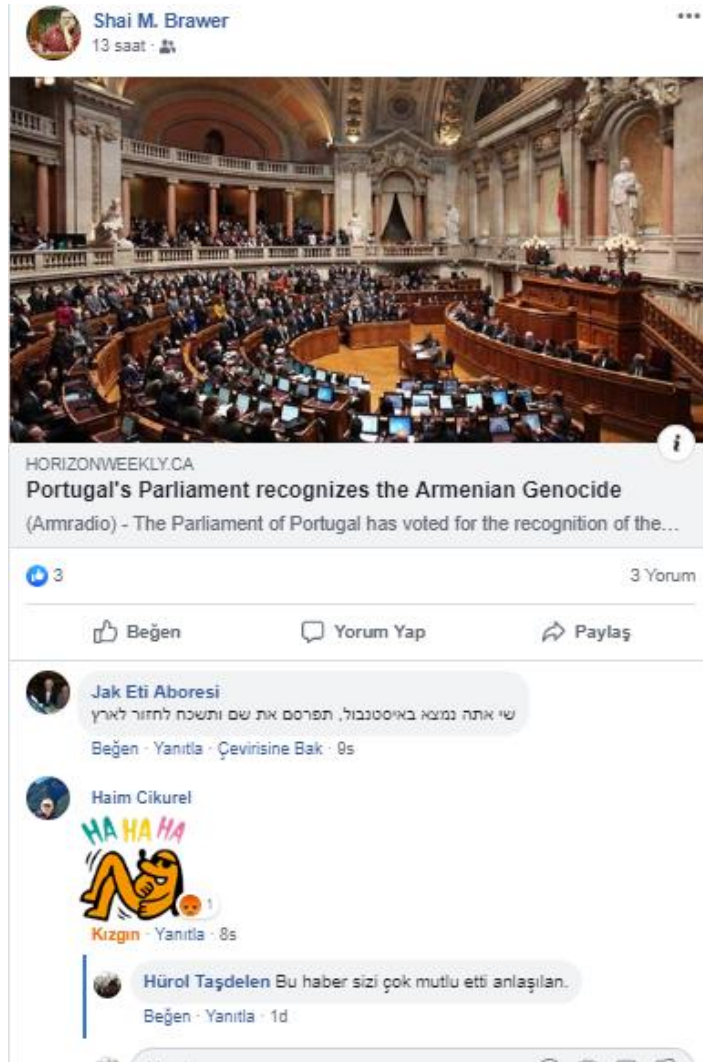 Shai M. Brawer
13 saat ·
HORIZONWEEKLY.CA
Portugal's Parliament recognizes the Armenian Genocide
(Armradio) - The Parliament of Portugal has voted for the recognition of the...
3
3 Yorum
Beğen
Yorum Yap
Paylaş
Jak Eti Aboresi
שי אתה נמצא באיסטנבול, תפרסם את שם ותשכח לחזור לארץ
Beğen · Yanıtla · Çevirisine Bak · 9s
Haim Cikurel
HA HA HA
1
Kızgın · Yanıtla · 8s
Hürol Taşdelen Bu haber sizi çok mutlu etti anlaşılan.
Beğen · Yanıtla · 1d